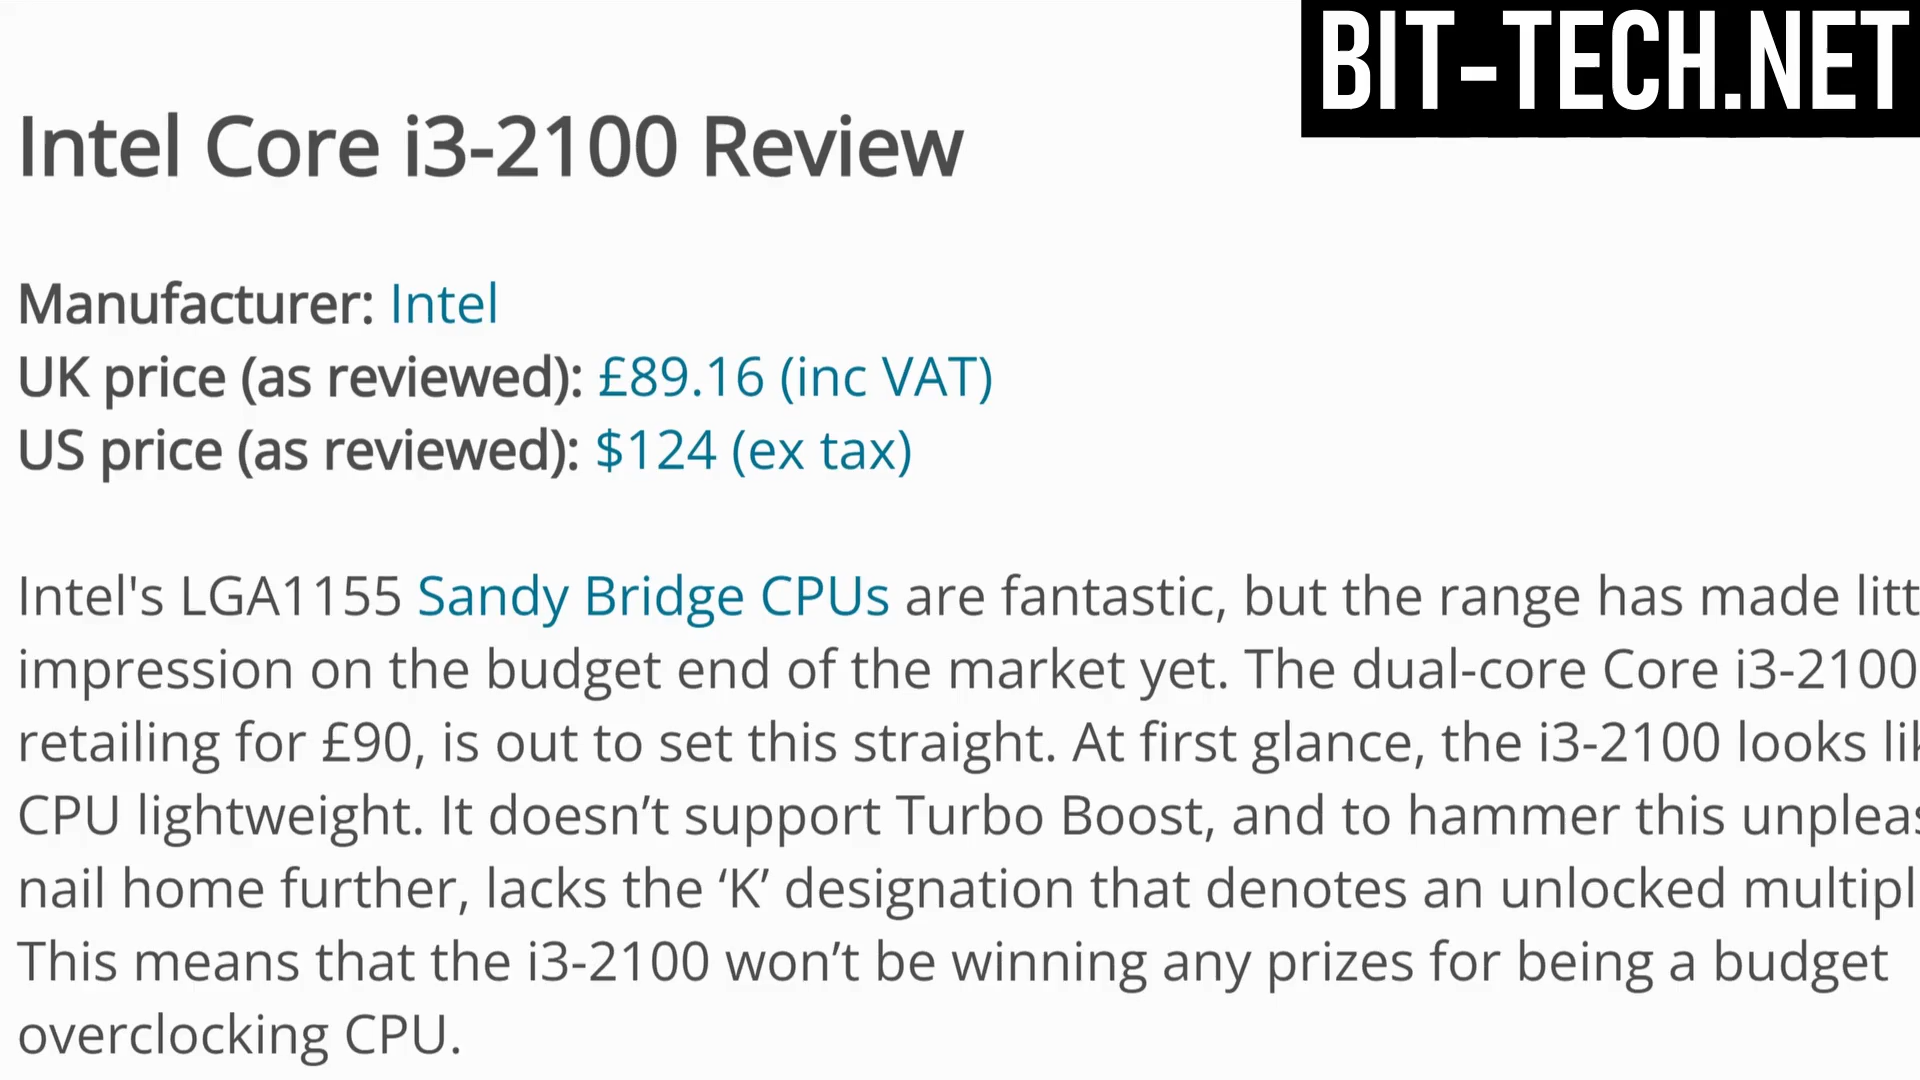 BIT-TECH.NET
Intel Core i3-2100 Review
Manufacturer: Intel
UK price (as reviewed): £89.16 (inc VAT)
US price (as reviewed): $124 (ex tax)
Intel's LGA1155 Sandy Bridge CPUs are fantastic, but the range has made
impression on the budget end of the market yet. The dual-core Core i3-2100
retailing for £90, is out to set this straight. At first glance, the i3-2100 looks
CPU lightweight. It doesn’t support Turbo Boost, and to hammer this
nail home further, lacks the ‘K’ designation that denotes an unlocked
This means that the i3-2100 won’t be winning any prizes for being a budget
overclocking CPU.